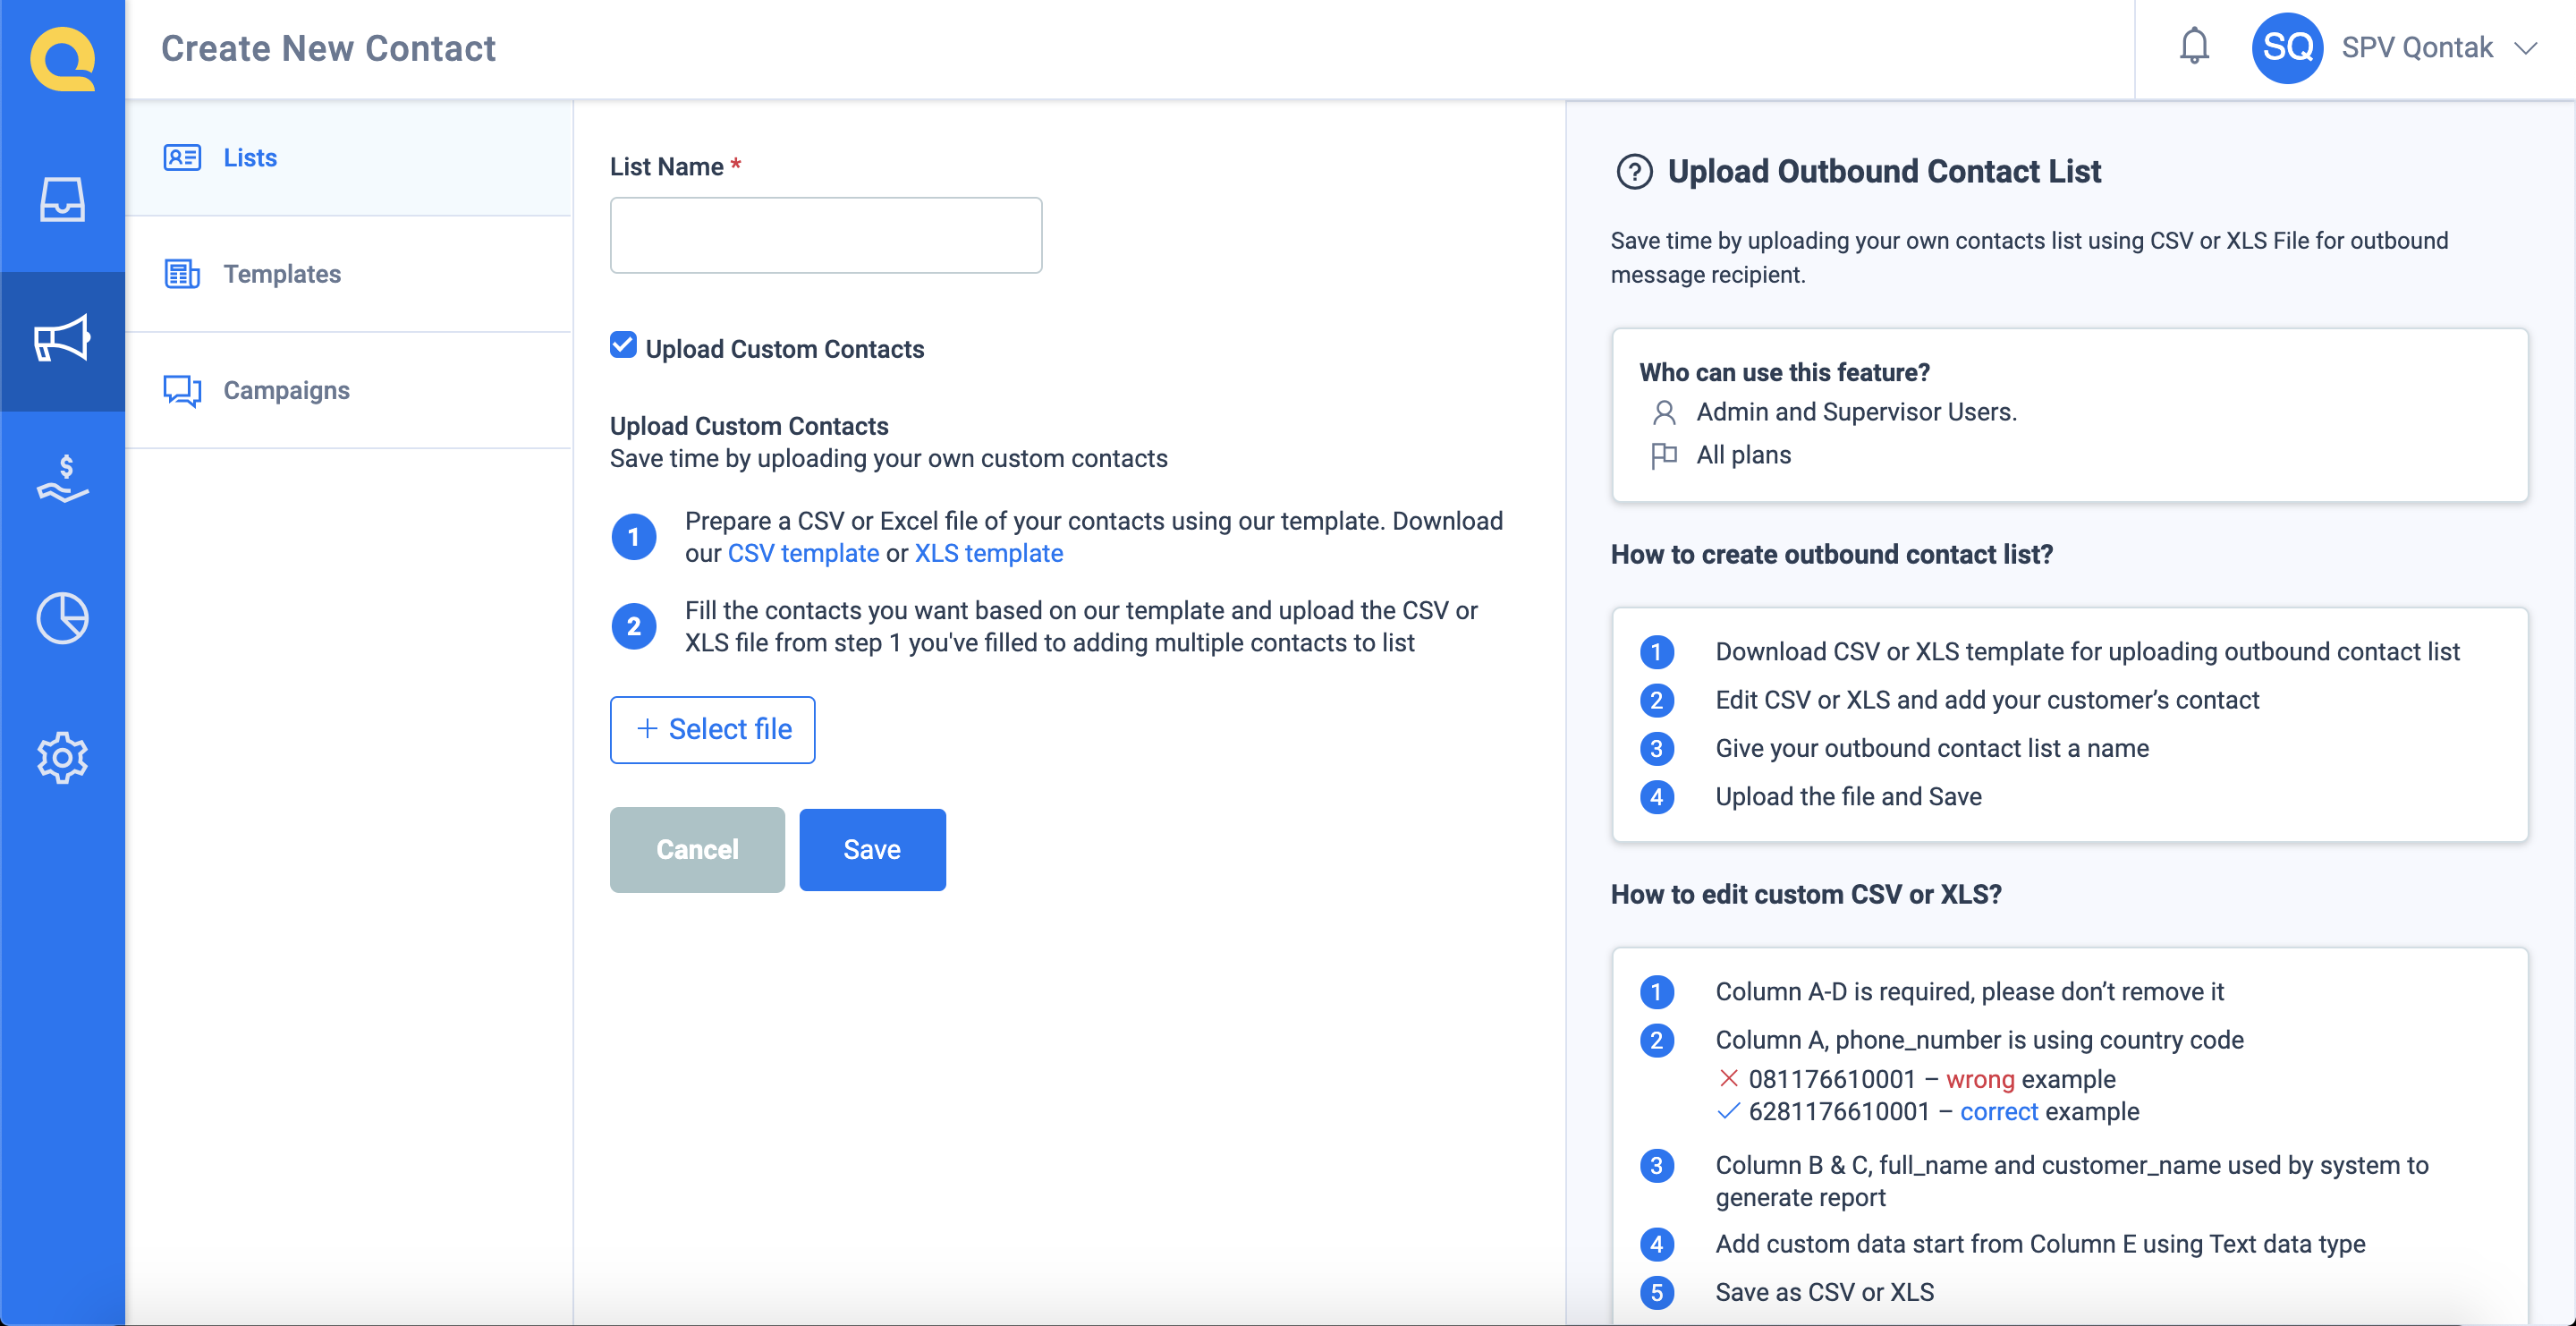 Create New Contact
SQ SPV Qontak
Lists
Templates
Campaigns
List Name *
Upload Custom Contacts
Upload Custom Contacts
Save time by uploading your own custom contacts
1 Prepare a CSV or Excel file of your contacts using our template. Download
our CSV template or XLS template
2 Fill the contacts you want based on our template and upload the CSV or
XLS file from step 1 you've filled to adding multiple contacts to list
+ Select file
Cancel Save
? Upload Outbound Contact List
Save time by uploading your own contacts list using CSV or XLS File for outbound
message recipient.
Who can use this feature?
Admin and Supervisor Users.
All plans
How to create outbound contact list?
1 Download CSV or XLS template for uploading outbound contact list
2 Edit CSV or XLS and add your customer’s contact
3 Give your outbound contact list a name
4 Upload the file and Save
How to edit custom CSV or XLS?
1 Column A-D is required, please don’t remove it
2 Column A, phone_number is using country code
081176610001 – wrong example
6281176610001 – correct example
3 Column B & C, full_name and customer_name used by system to
generate report
4 Add custom data start from Column E using Text data type
5 Save as CSV or XLS